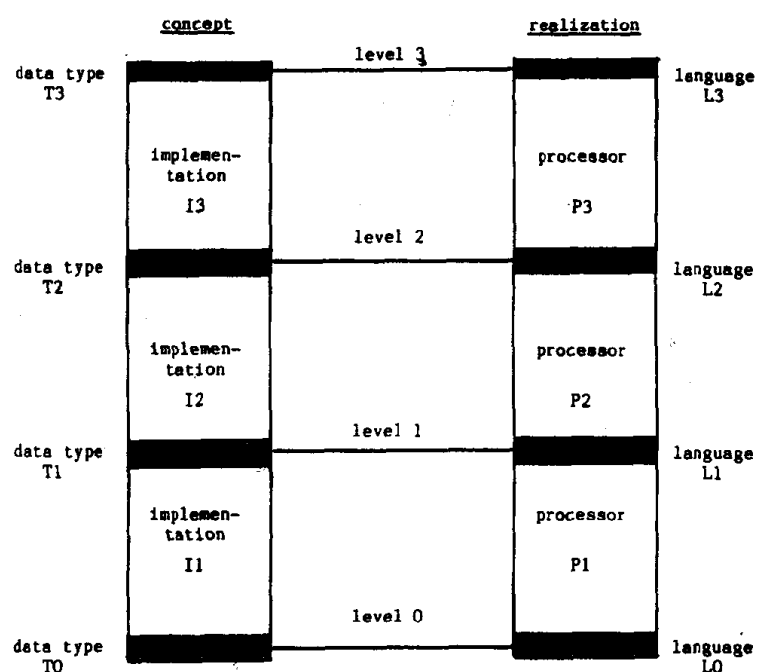 concept
realization
level 3
data type
T3
language
L3
implemen-
tation
I3
processor
P3
level 2
data type
T2
language
L2
implemen-
tation
I2
processor
P2
level 1
data type
T1
language
L1
implemen-
tation
I1
processor
P1
level 0
data type
T0
language
L0